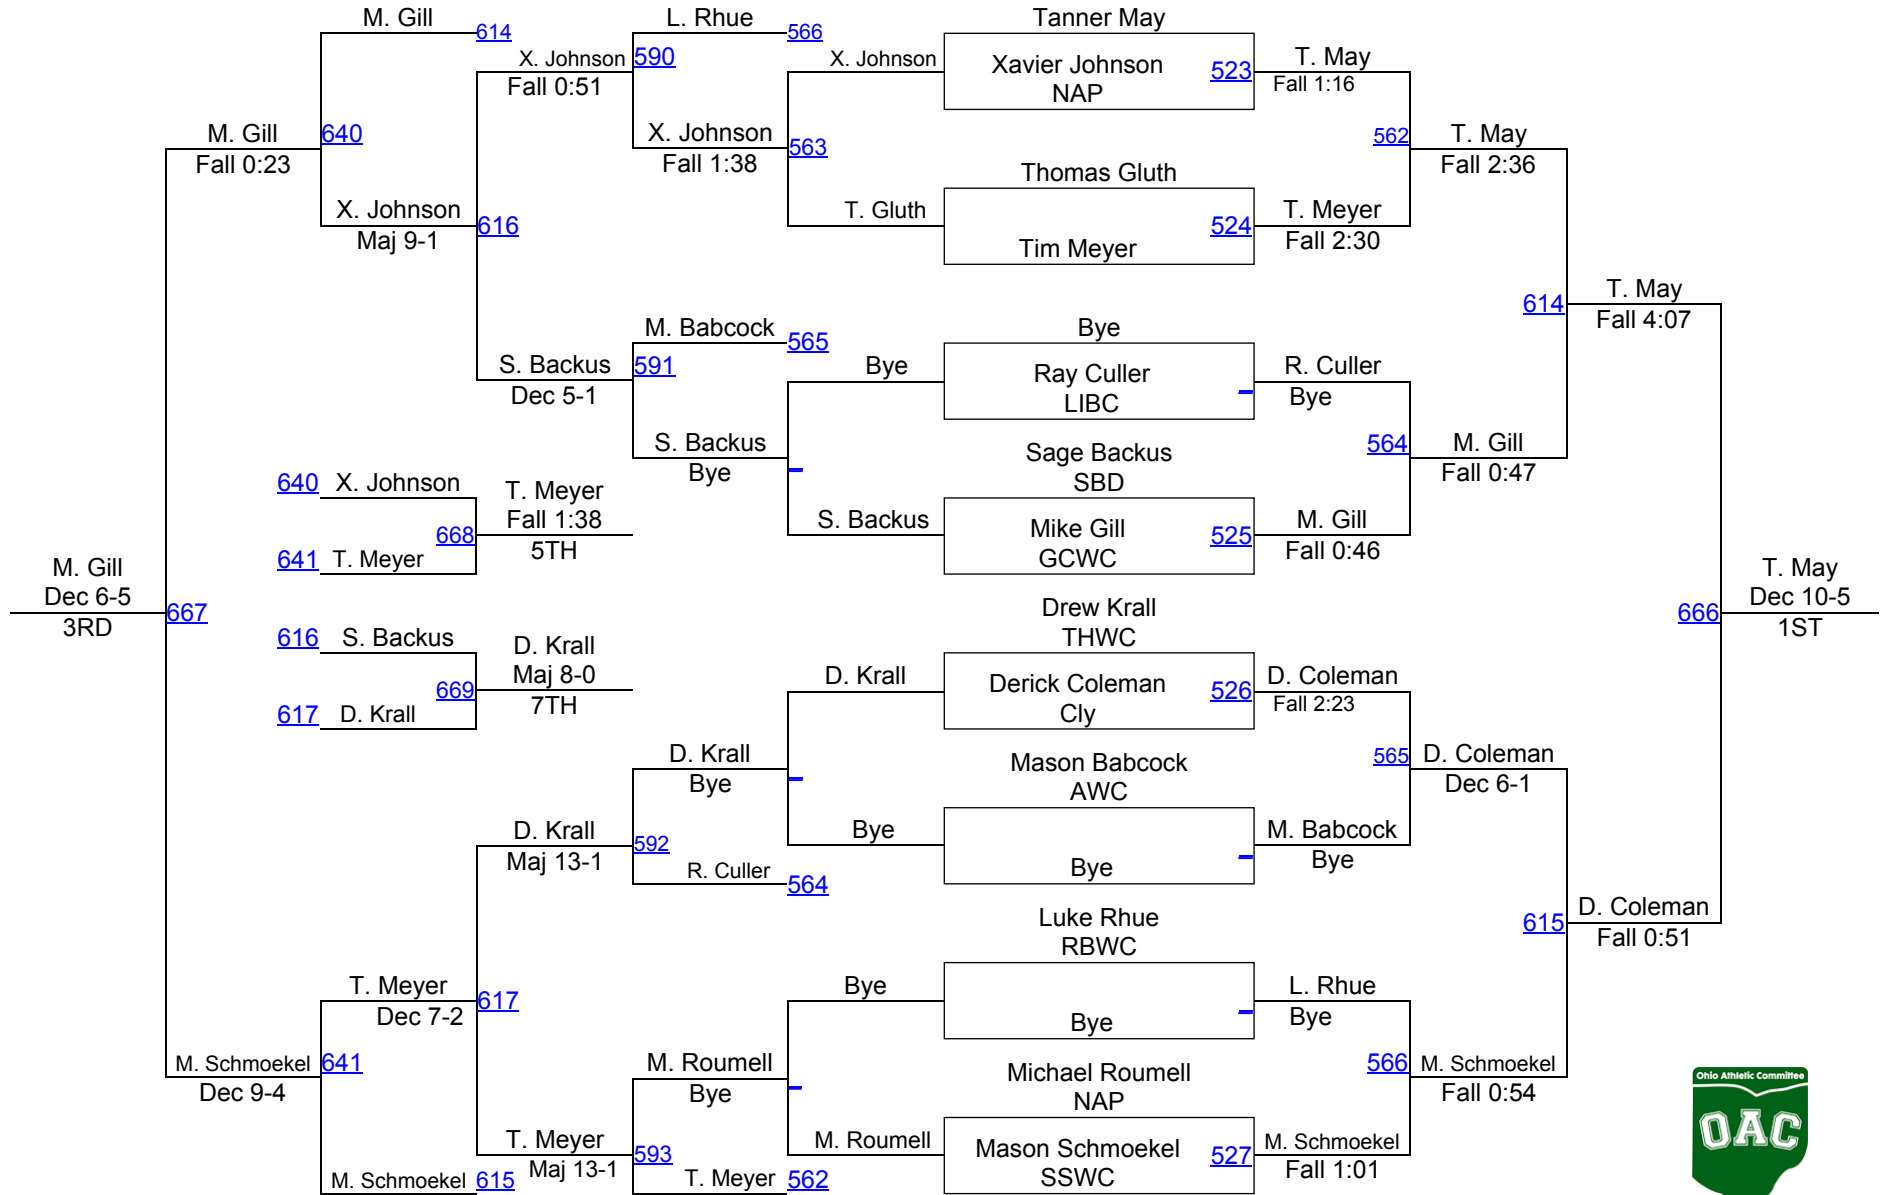 M. Gill
614
L. Rhue
566
Tanner May
X. Johnson
590
Fall 0:51
X. Johnson
Xavier Johnson
NAP
523
T. May
Fall 1:16
M. Gill
Fall 0:23
640
X. Johnson
Fall 1:38
563
562
T. May
Fall 2:36
Thomas Gluth
X. Johnson
Maj 9-1
616
T. Gluth
Tim Meyer
524
T. Meyer
Fall 2:30
614
T. May
Fall 4:07
M. Babcock
565
Bye
S. Backus
Dec 5-1
591
Bye
Ray Culler
LIBC
R. Culler
Bye
S. Backus
Bye
Sage Backus
SBD
564
M. Gill
Fall 0:47
640 X. Johnson
T. Meyer
Fall 1:38
5TH
668
641 T. Meyer
S. Backus
Mike Gill
GCWC
525
M. Gill
Fall 0:46
M. Gill
Dec 6-5
3RD
667
Drew Krall
THWC
666
T. May
Dec 10-5
1ST
616 S. Backus
D. Krall
Maj 8-0
7TH
669
617 D. Krall
D. Krall
Derick Coleman
Cly
526
D. Coleman
Fall 2:23
D. Krall
Bye
Mason Babcock
AWC
565
D. Coleman
Dec 6-1
D. Krall
Maj 13-1
592
R. Culler
564
Bye
Bye
M. Babcock
Bye
Luke Rhue
RBWC
615
D. Coleman
Fall 0:51
T. Meyer
Dec 7-2
617
Bye
Bye
L. Rhue
Bye
M. Schmoekel
Dec 9-4
641
M. Roumell
Bye
Michael Roumell
NAP
566
M. Schmoekel
Fall 0:54
T. Meyer
Maj 13-1
593
M. Roumell
Mason Schmoekel
SSWC
527
M. Schmoekel
Fall 1:01
M. Schmoekel
615
T. Meyer
562
Ohio Athletic Committee
OAC